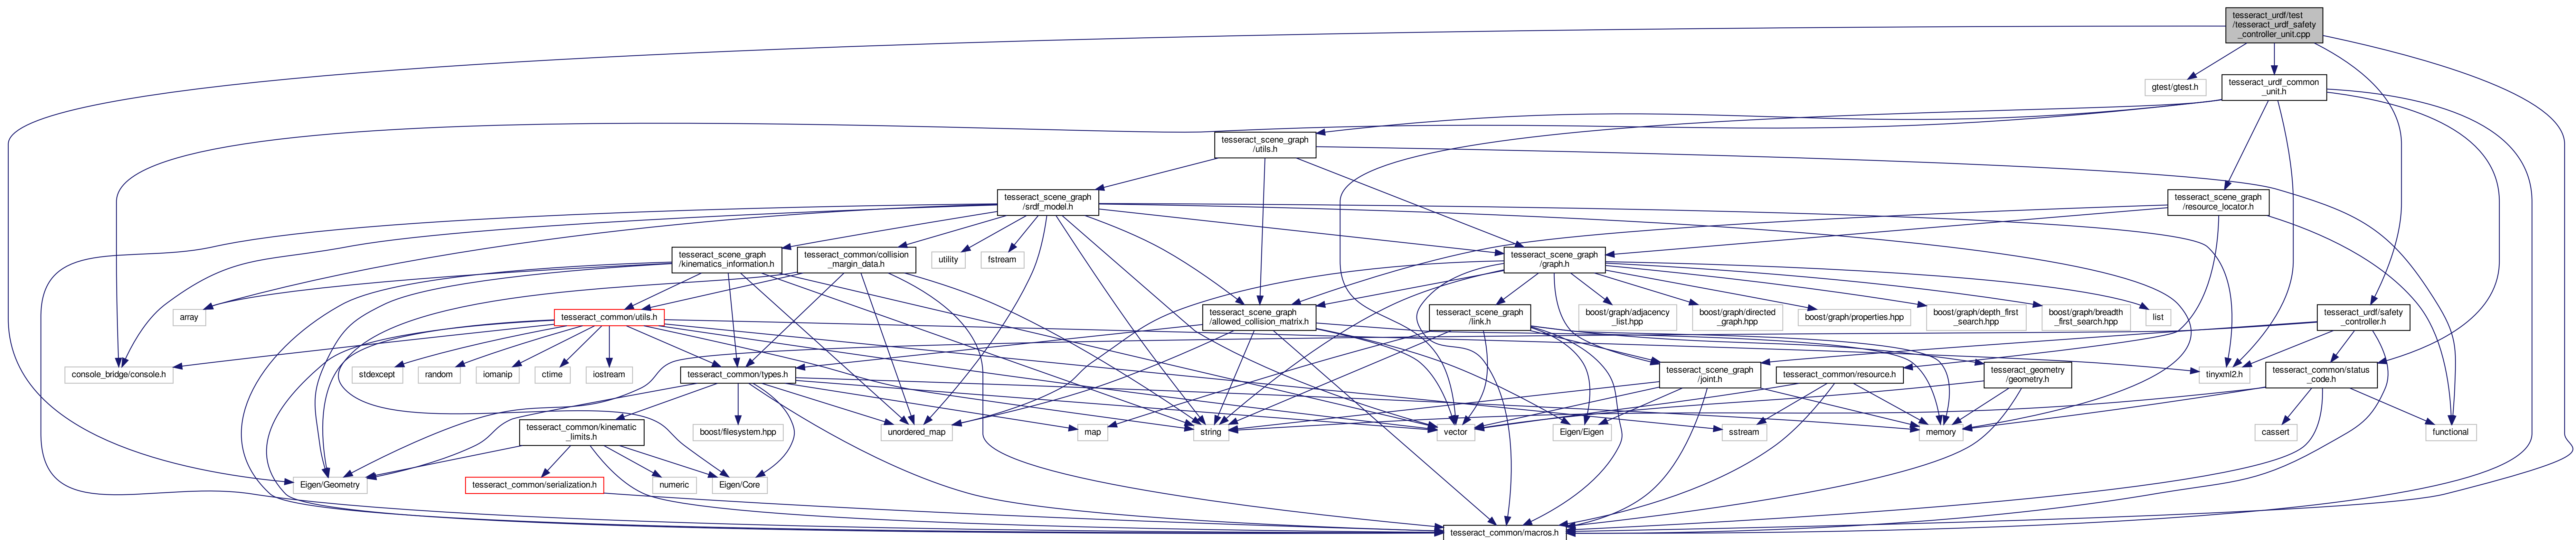 tesseract_urdf/test
/tesseract_urdf_safety
_controller_unit.cpp
gtest/gtest.h
tesseract_urdf_common
_unit.h
tesseract_scene_graph
/utils.h
tesseract_scene_graph
/srdf_model.h
tesseract_scene_graph
/resource_locator.h
tesseract_scene_graph
/kinematics_information.h
tesseract_common/collision
_margin_data.h
utility
fstream
tesseract_scene_graph
/graph.h
array
tesseract_common/utils.h
tesseract_scene_graph
/allowed_collision_matrix.h
tesseract_scene_graph
/link.h
boost/graph/adjacency
_list.hpp
boost/graph/directed
_graph.hpp
boost/graph/properties.hpp
boost/graph/depth_first
_search.hpp
boost/graph/breadth
_first_search.hpp
list
tesseract_urdf/safety
_controller.h
console_bridge/console.h
stdexcept
random
iomanip
ctime
iostream
tesseract_common/types.h
tesseract_scene_graph
/joint.h
tesseract_common/resource.h
tesseract_geometry
/geometry.h
tinyxml2.h
tesseract_common/status
_code.h
tesseract_common/kinematic
_limits.h
boost/filesystem.hpp
unordered_map
map
string
vector
Eigen/Eigen
sstream
memory
cassert
functional
Eigen/Geometry
tesseract_common/serialization.h
numeric
Eigen/Core
tesseract_common/macros.h